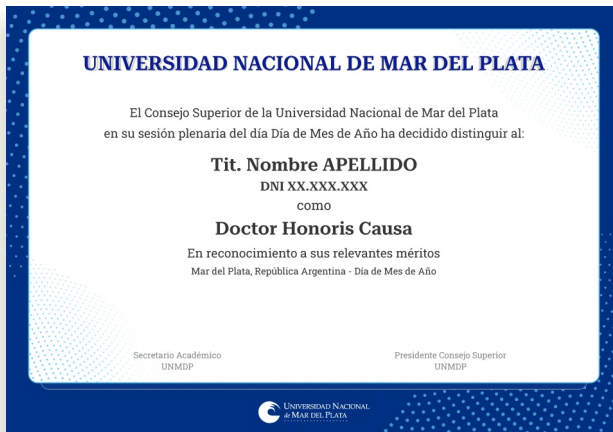 UNIVERSIDAD NACIONAL DE MAR DEL PLATA
El Consejo Superior de la Universidad Nacional de Mar del Plata
en su sesión plenaria del día Día de Mes de Año ha decidido distinguir al:
Tit. Nombre APELLIDO
DNI XX.XXX.XXX
como
Doctor Honoris Causa
En reconocimiento a sus relevantes méritos
Mar del Plata, República Argentina - Día de Mes de Año
Secretario Académico
UNMDP
Presidente Consejo Superior
UNMDP
UNIVERSIDAD NACIONAL
de MAR DEL PLATA